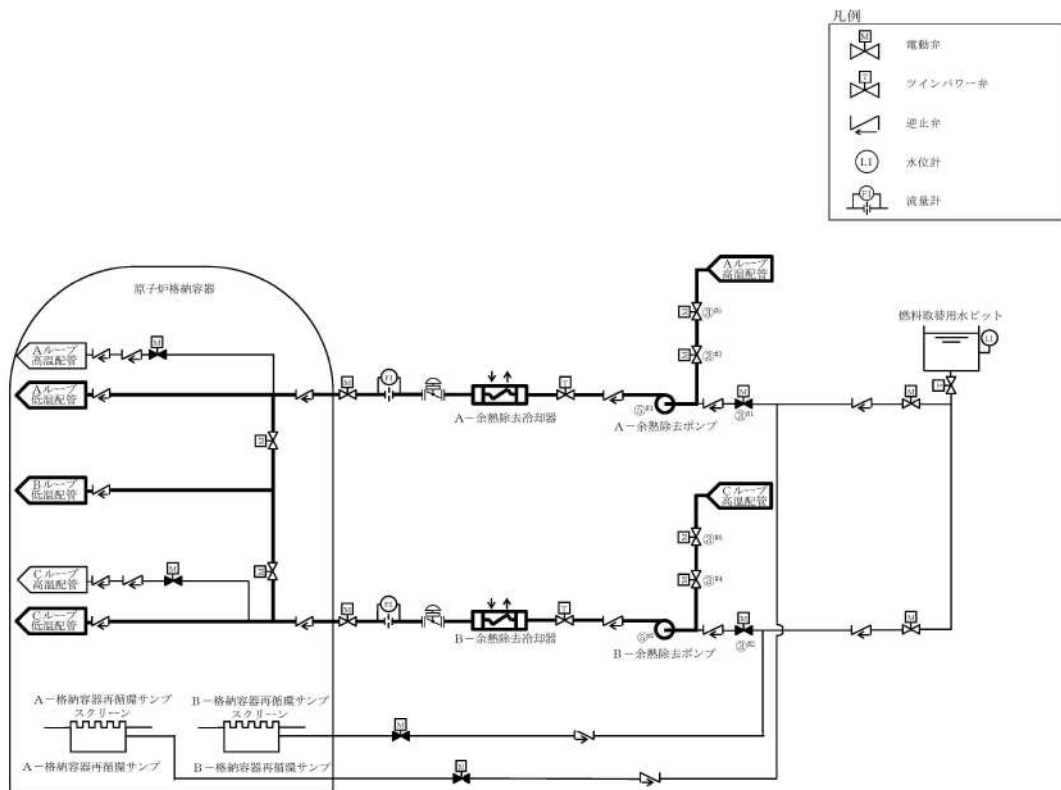 凡例
M
電動弁
T
ツインパワー弁
逆止弁
LI
水位計
FI
流量計
原子炉格納容器
Aループ
高温配管
Aループ
高温配管
燃料取替用水ピット
LI
M
Aループ
低温配管
M
FI
T
A-余熱除去冷却器
A-余熱除去ポンプ
M
M
M
Bループ
低温配管
Cループ
高温配管
Cループ
高温配管
M
M
Cループ
低温配管
M
FI
T
B-余熱除去冷却器
B-余熱除去ポンプ
M
M
A-格納容器再循環サンプ
スクリーン
B-格納容器再循環サンプ
スクリーン
M
A-格納容器再循環サンプ
B-格納容器再循環サンプ
M